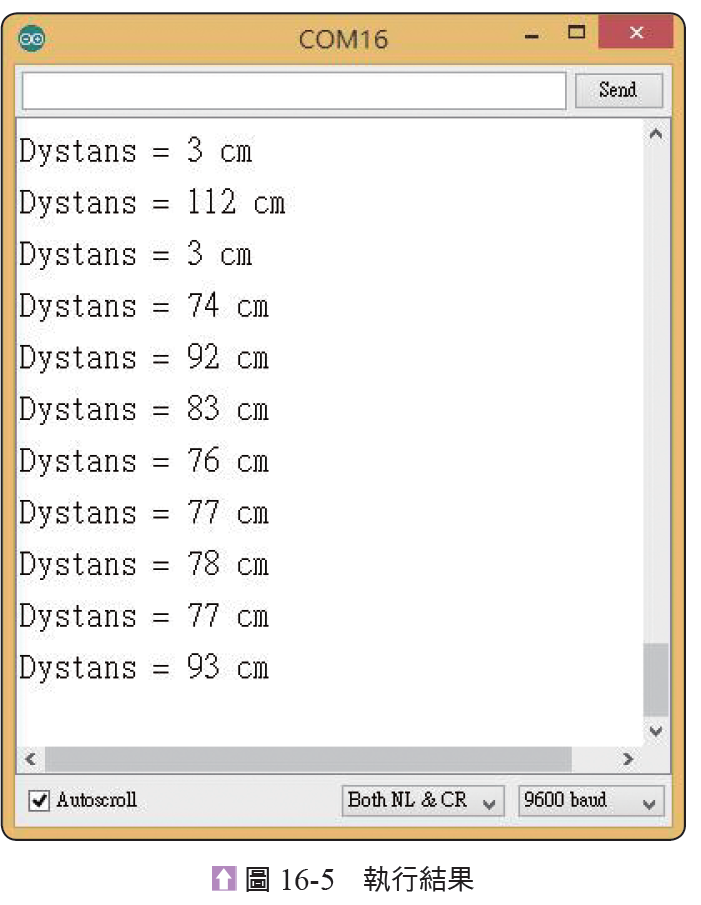 COM16
Send
Dystans = 3 cm
Dystans = 112 cm
Dystans = 3 cm
Dystans = 74 cm
Dystans = 92 cm
Dystans = 83 cm
Dystans = 76 cm
Dystans = 77 cm
Dystans = 78 cm
Dystans = 77 cm
Dystans = 93 cm
Autoscroll Both NL & CR 9600 baud
圖 16-5 執行結果